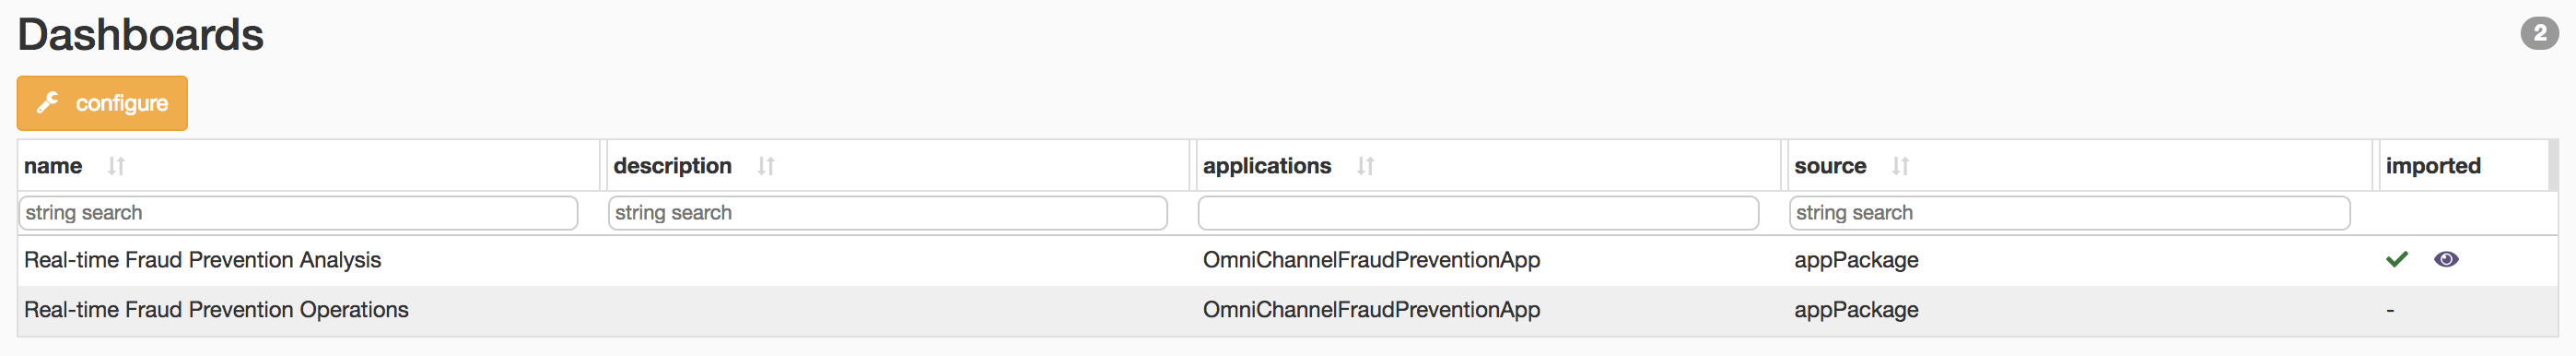 Dashboards 2
configure
name description applications source imported
string search string search string search
Real-time Fraud Prevention Analysis OmniChannelFraudPreventionApp appPackage
Real-time Fraud Prevention Operations OmniChannelFraudPreventionApp appPackage -